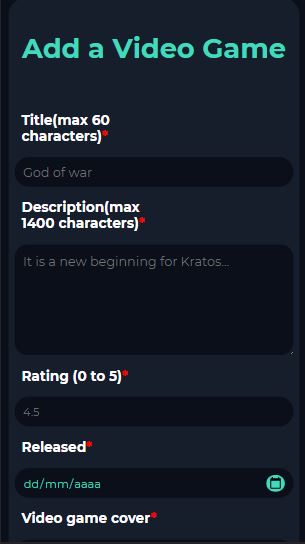 Add a Video Game
Title(max 60
characters)*
God of war
Description(max
1400 characters)*
It is a new beginning for Kratos...
Rating (0 to 5)*
4.5
Released*
dd/mm/aaaa
Video game cover*